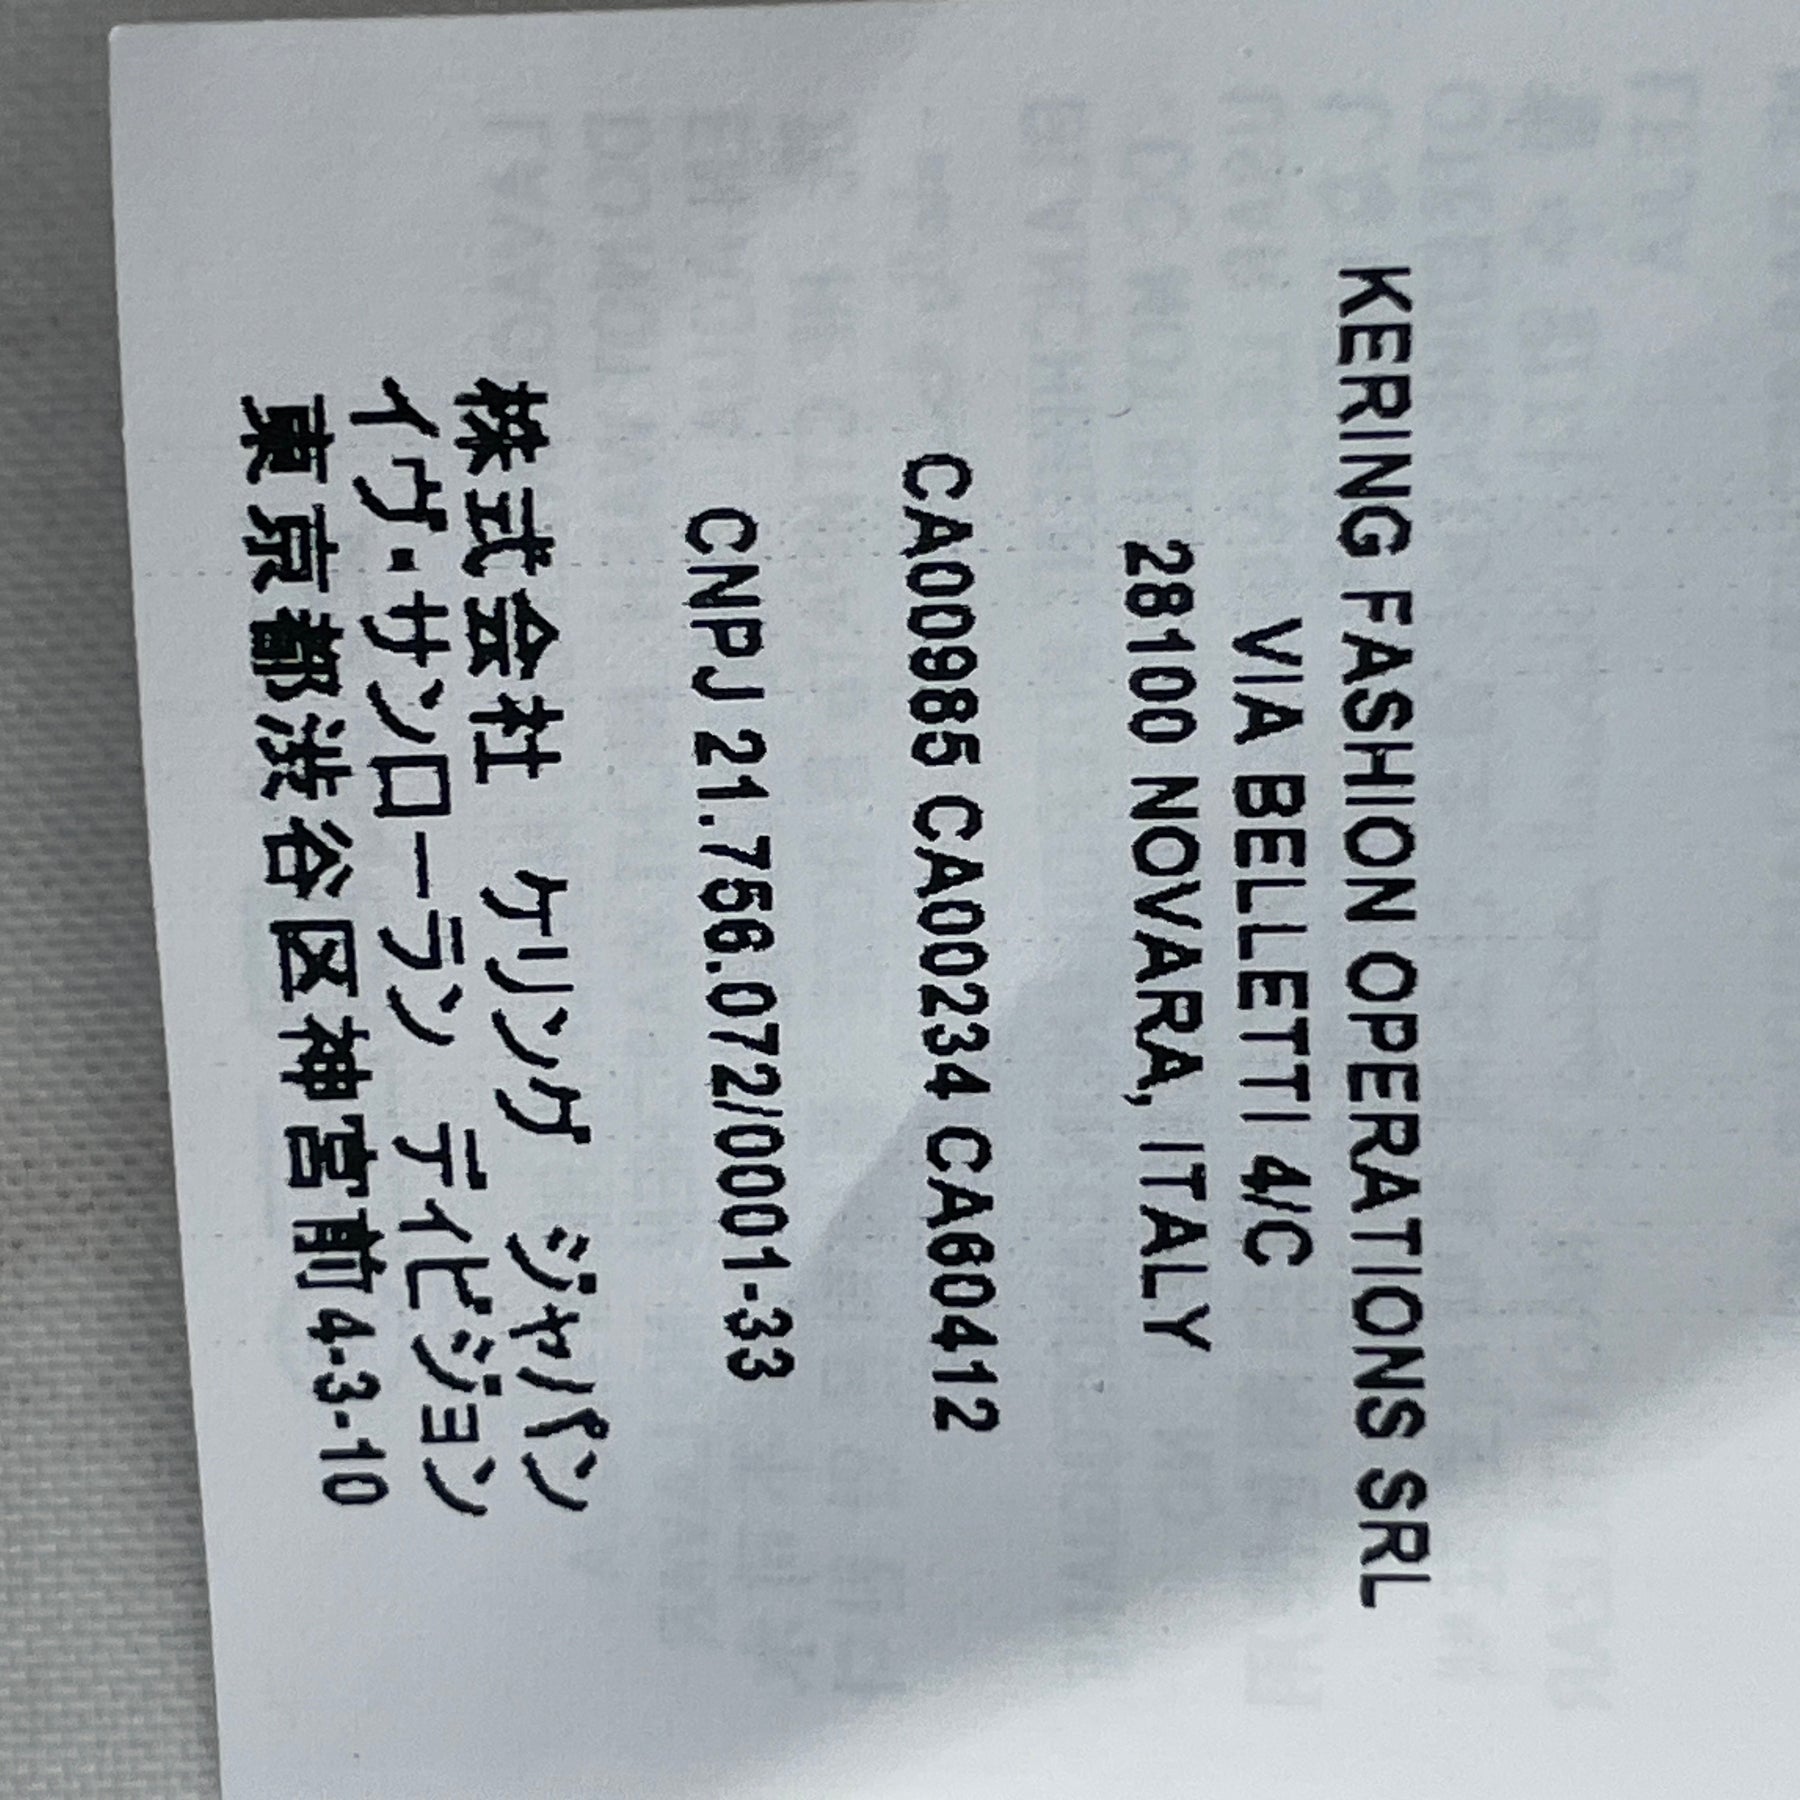 KERING FASHION OPERATIONS SRL
VIA BELLETTI 4/C
28100 NOVARA, ITALY
CA00985 CA00234 CA60412
CNPJ 21.756.072/0001-33
株式会社　ケリング　ジャパン
イヴ・サンローラン　ディビジョン
東京都渋谷区神宮前4-3-10